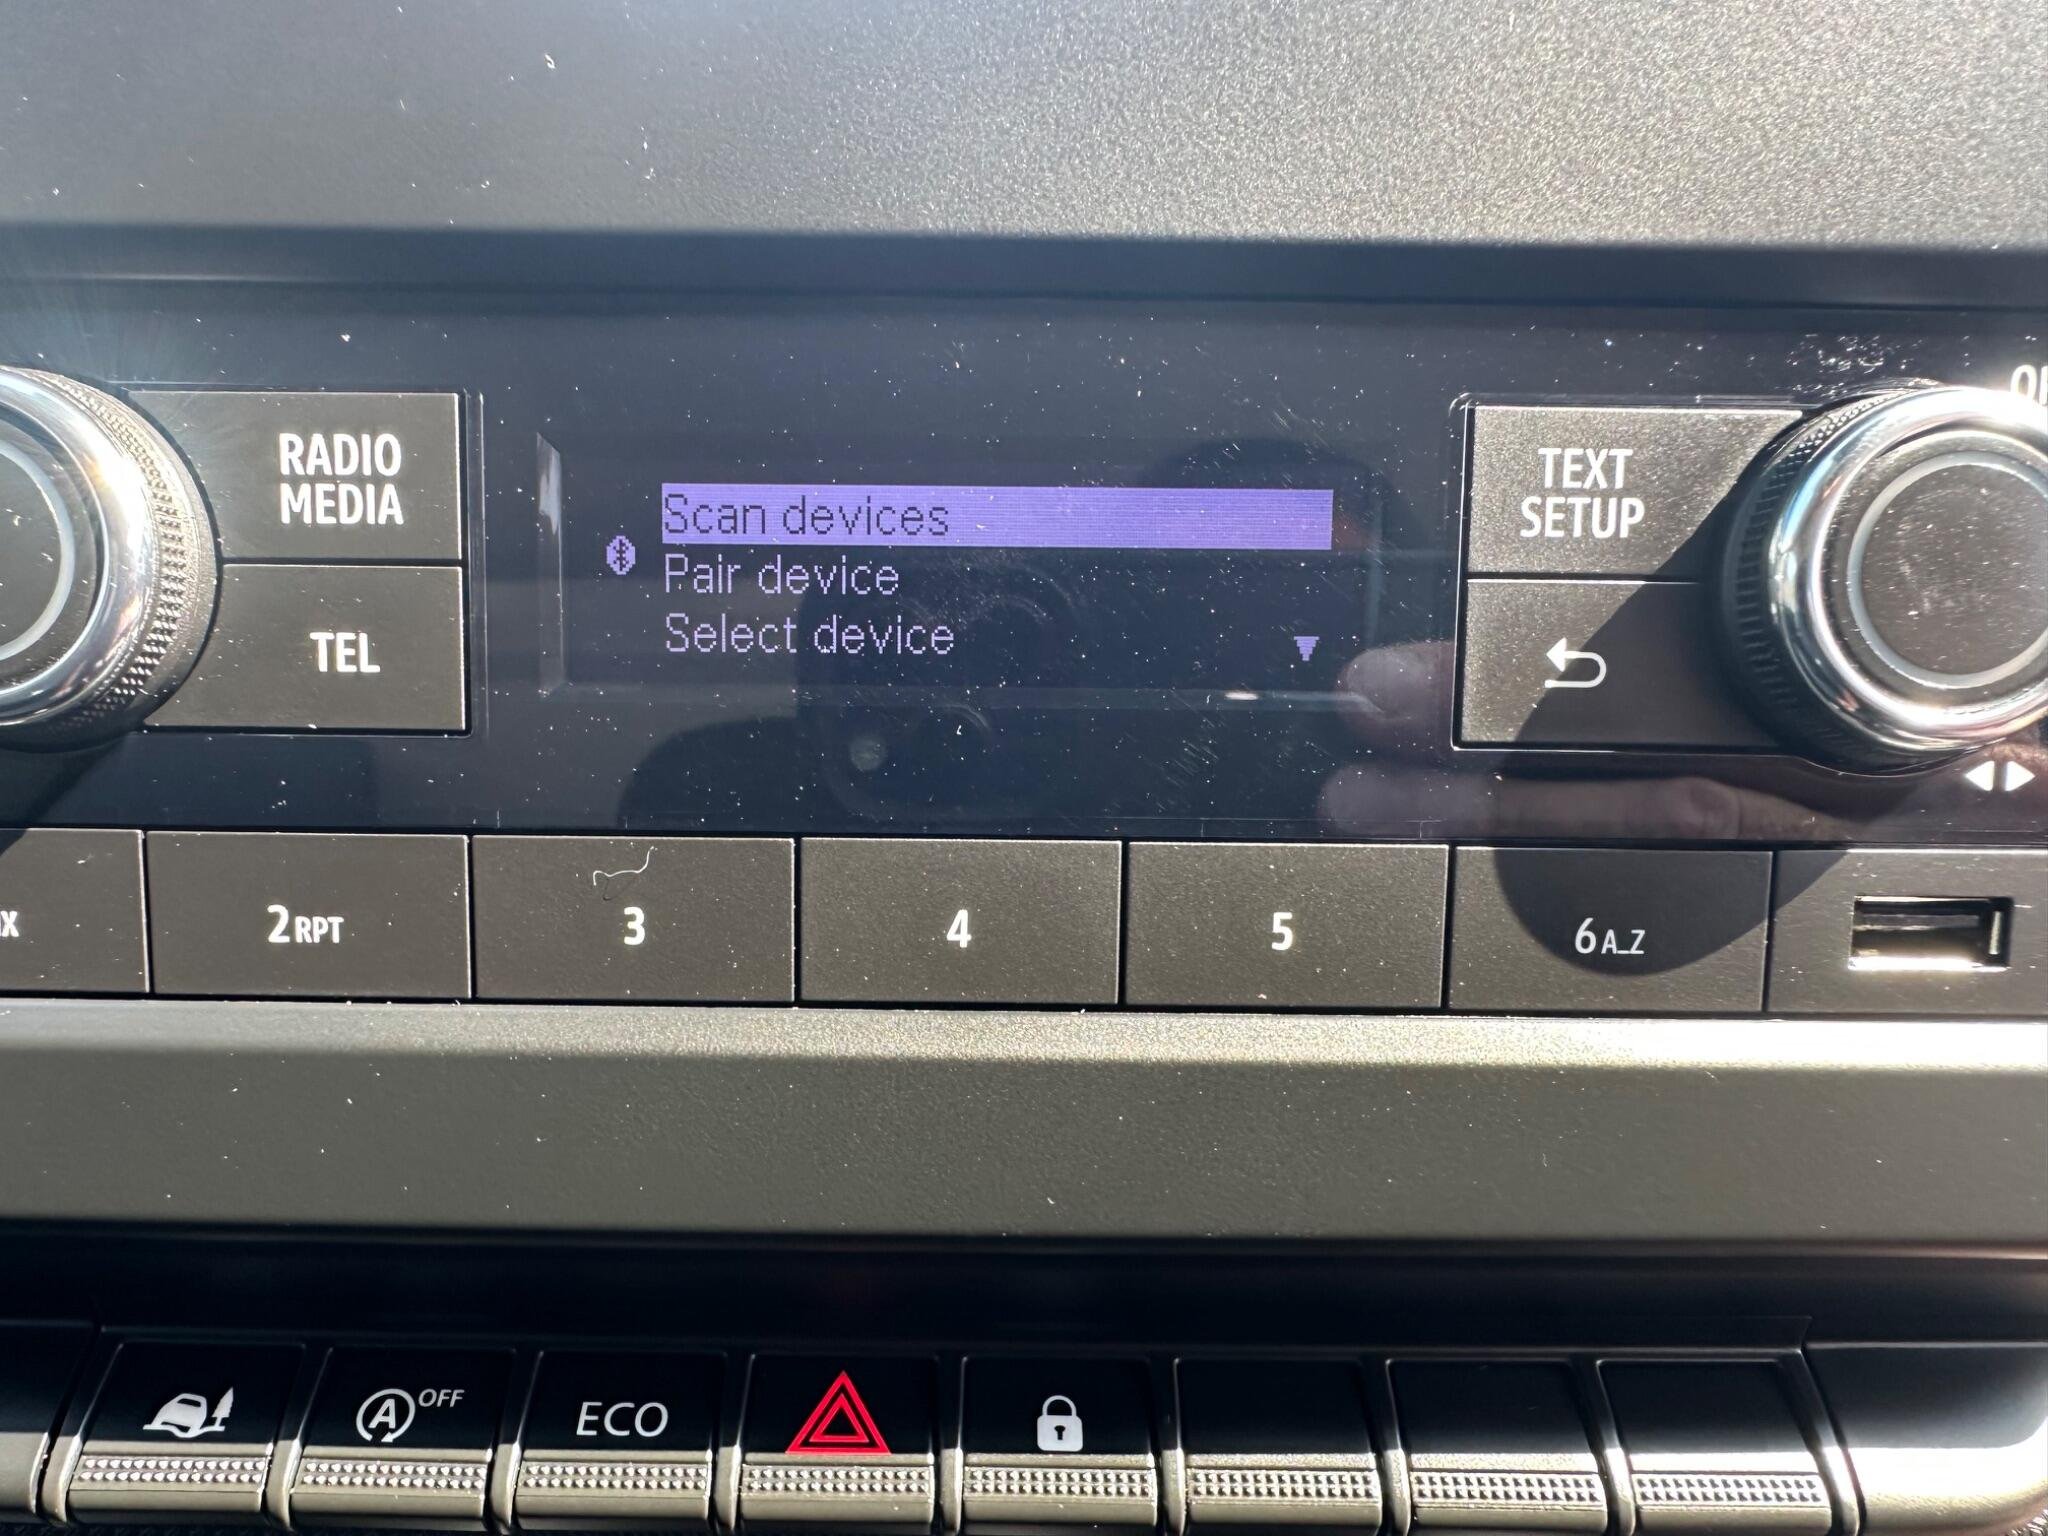 RADIO
MEDIA
TEL
Scan devices
Pair device
Select device
TEXT
SETUP
2RPT
3
4
5
6A_Z
A OFF
ECO